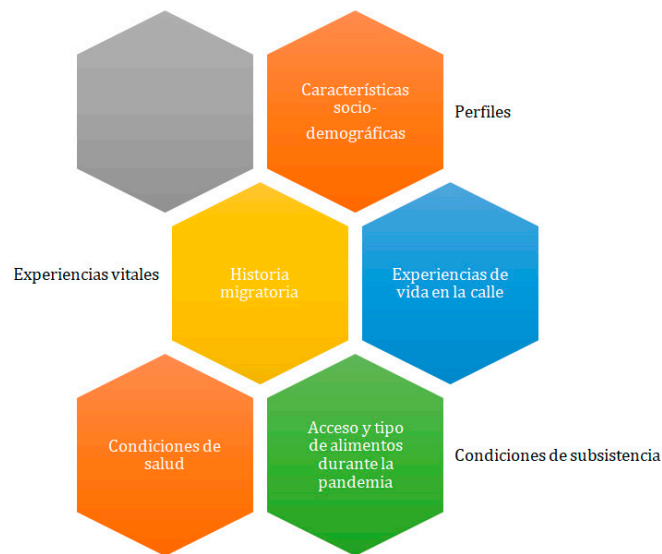 Características
socio-
demográficas
Perfiles
Experiencias vitales
Historia
migratoria
Experiencias de
vida en la calle
Condiciones de
salud
Acceso y tipo
de alimentos
durante la
pandemia
Condiciones de subsistencia